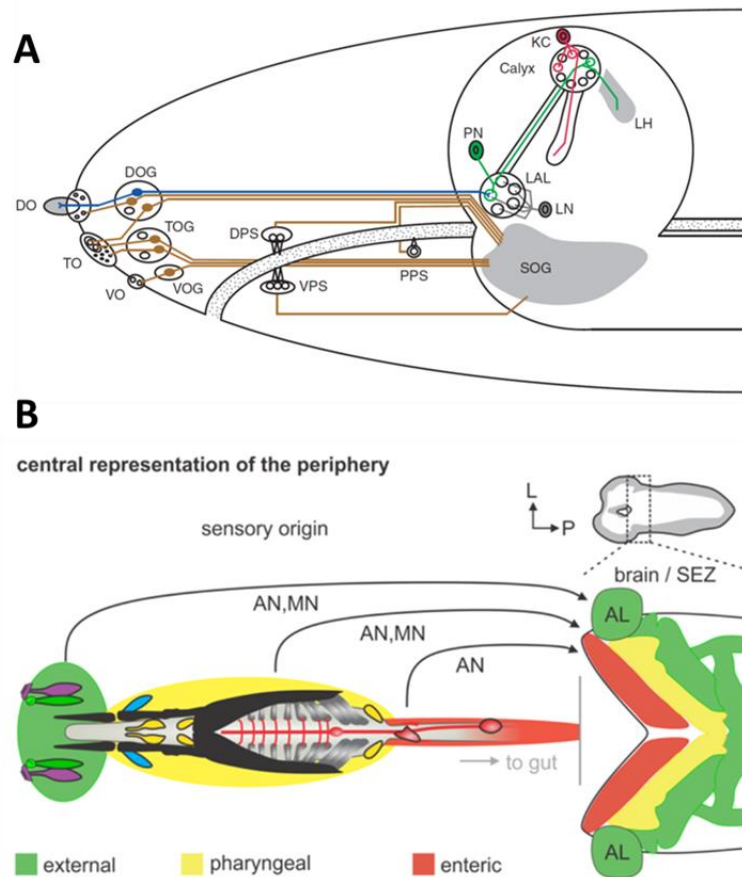 A
KC
Calyx
LH
PN
LAL
DOG
DO
LN
TOG
DPS
TO
PPS
SOG
VO
VOG
VPS
B
central representation of the periphery
L
P
sensory origin
brain / SEZ
AN,MN
AL
AN,MN
AN
to gut
AL
external
pharyngeal
enteric